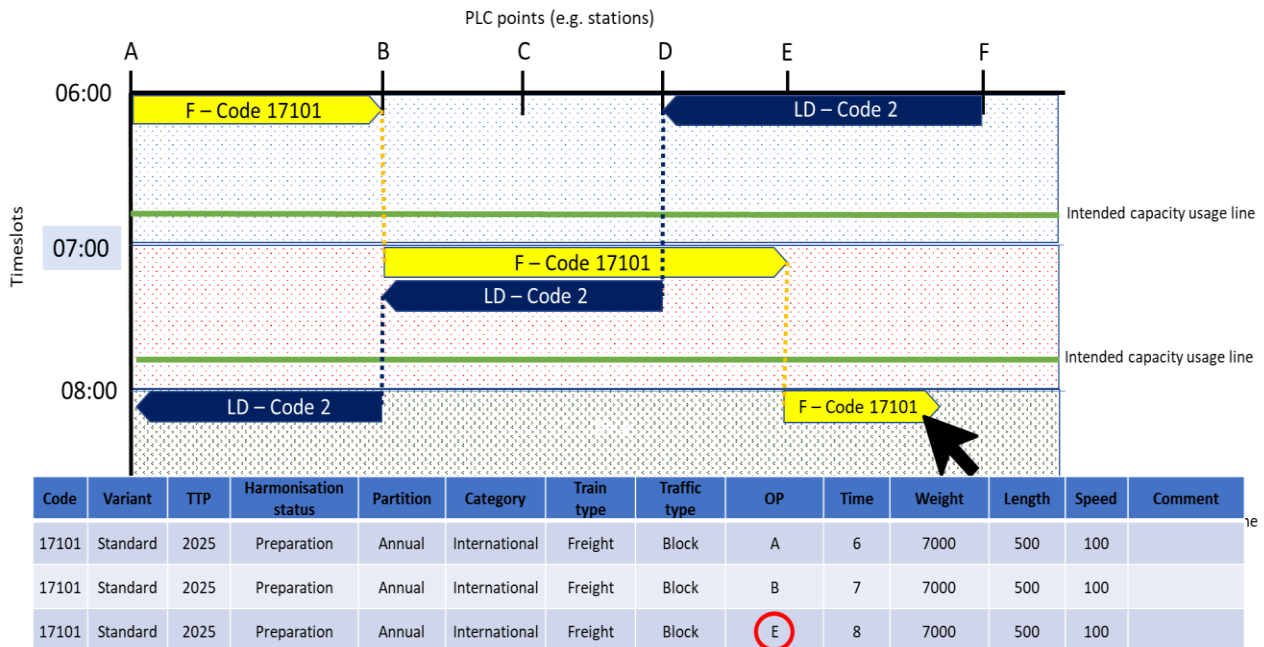 PLC points (e.g. stations)
A B C D E F
06:00
F – Code 17101
LD – Code 2
Intended capacity usage line
Timeslots
07:00
F – Code 17101
LD – Code 2
Intended capacity usage line
08:00
LD – Code 2
F – Code 17101
Code Variant TTP Harmonisation status Partition Category Train type Traffic type OP Time Weight Length Speed Comment
ne
17101 Standard 2025 Preparation Annual International Freight Block A 6 7000 500 100
17101 Standard 2025 Preparation Annual International Freight Block B 7 7000 500 100
17101 Standard 2025 Preparation Annual International Freight Block E 8 7000 500 100